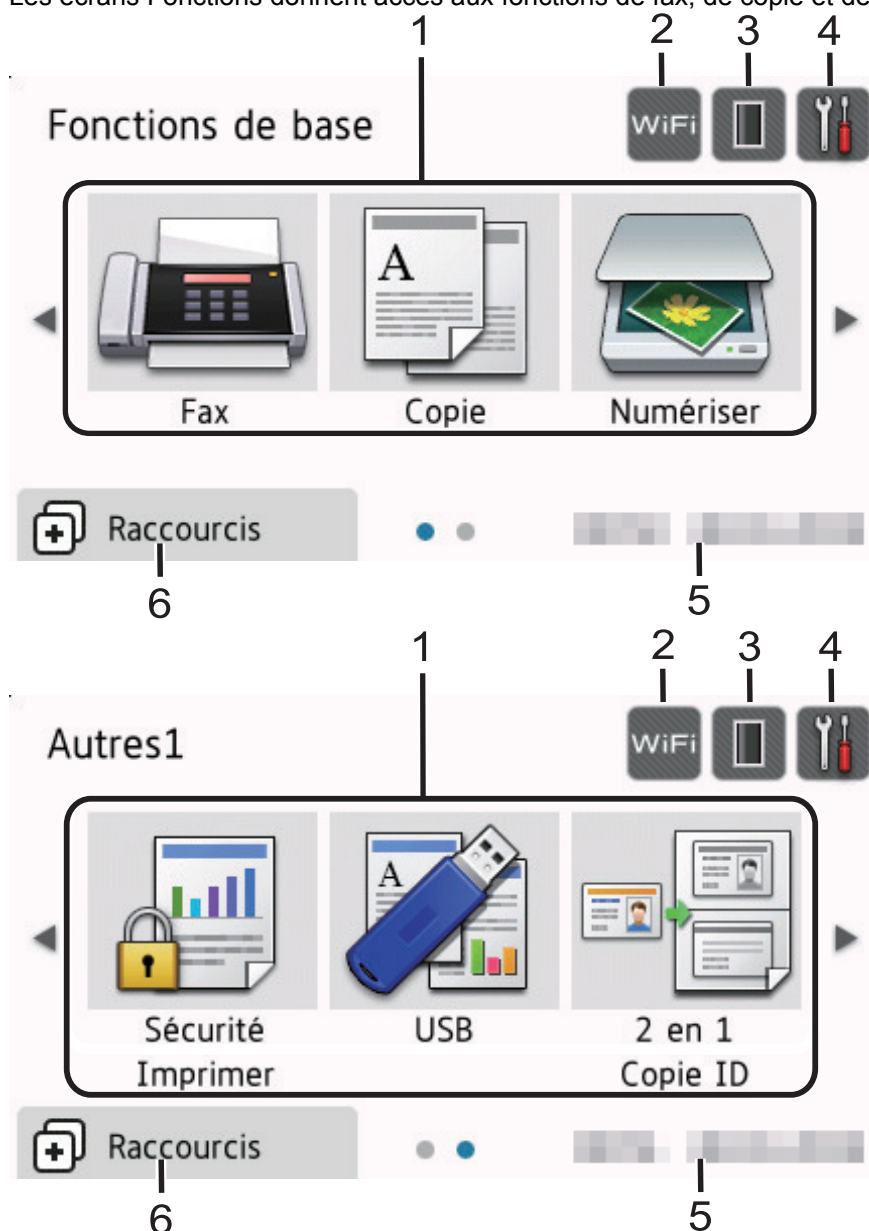 Les écrans Fonctions donnent accès aux fonctions de fax, de copie et de
1 2 3 4
Fonctions de base WiFi
A
Fax Copie Numériser
Raccourcis
6 5
1 2 3 4
Autres1 WiFi
A
Sécurité Imprimer USB 2 en 1 Copie ID
Raccourcis
6 5